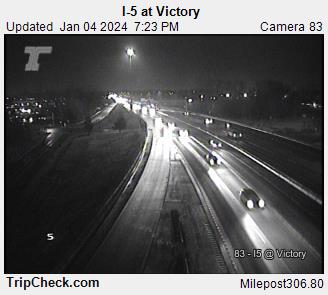 I-5 at Victory
Updated Jan 04 2024 7:23 PM Camera 83
T
5
83 - I5 @ Victory
TripCheck.com Milepost306.80